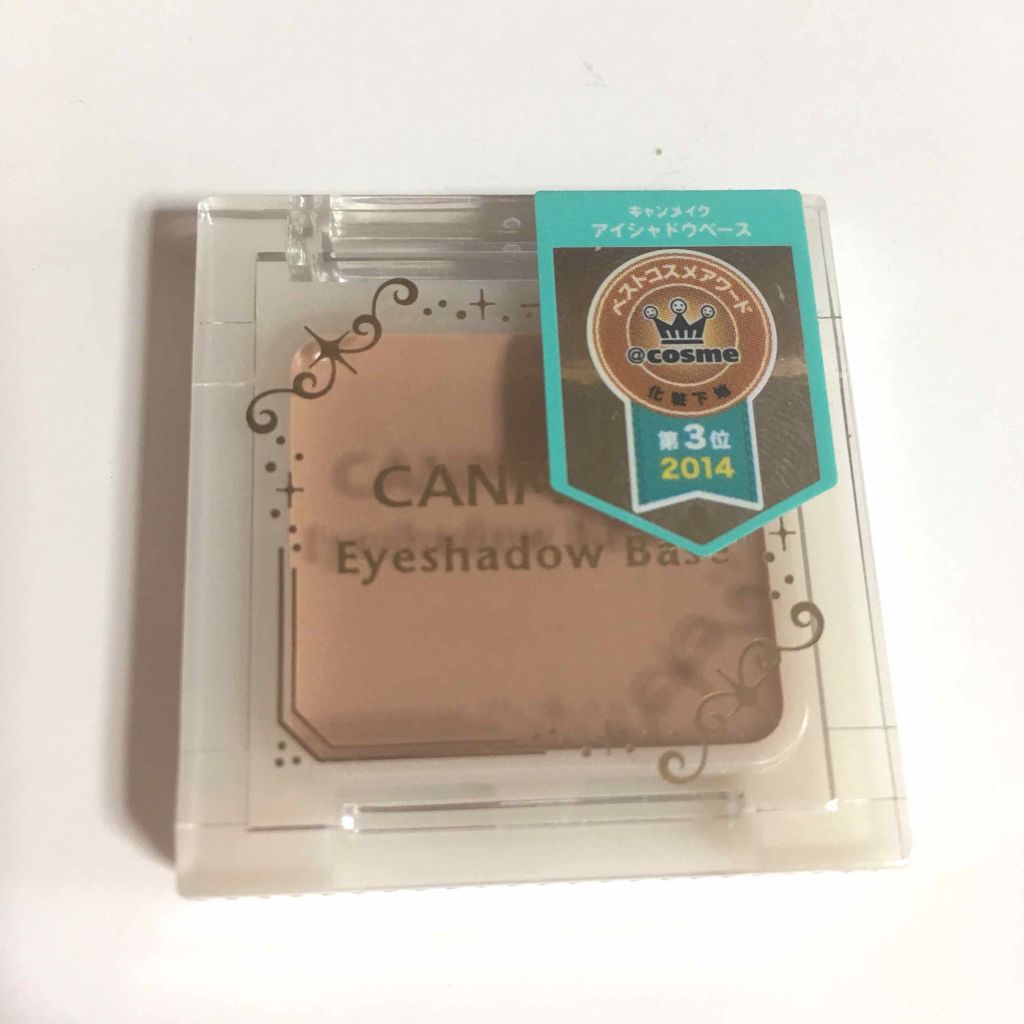 キャンメイク
アイシャドウベース
ベストコスメアワード
@cosme
化粧下地
第3位
2014
CANM
Eyeshadow Base